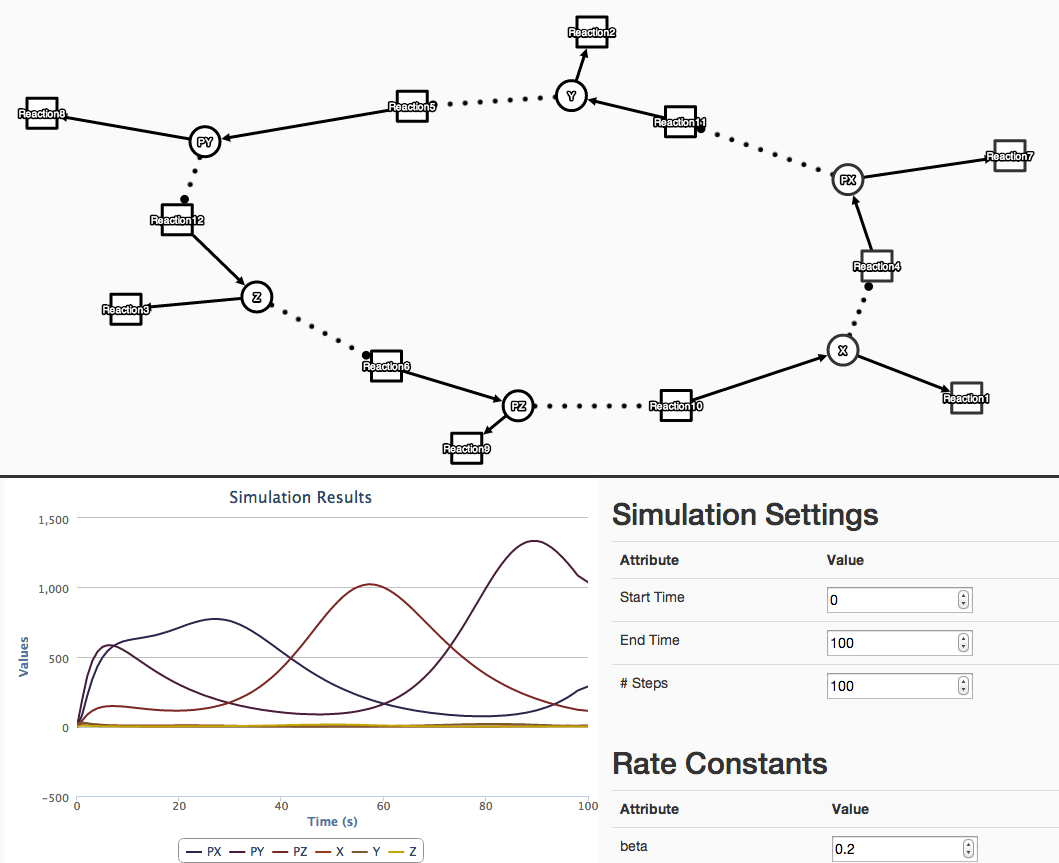 Reaction2
Y
Reaction8
Reaction5
Reaction11
PY
Reaction7
PX
Reaction12
Reaction4
Z
Reaction3
X
Reaction6
Reaction1
PZ
Reaction10
Reaction9
Simulation Results
1,500
1,000
500
0
-500
Values
0 20 40 60 80 100
Time (s)
PX PY PZ X Y Z
Simulation Settings
Attribute Value
Start Time 0
End Time 100
# Steps 100
Rate Constants
Attribute Value
beta 0.2